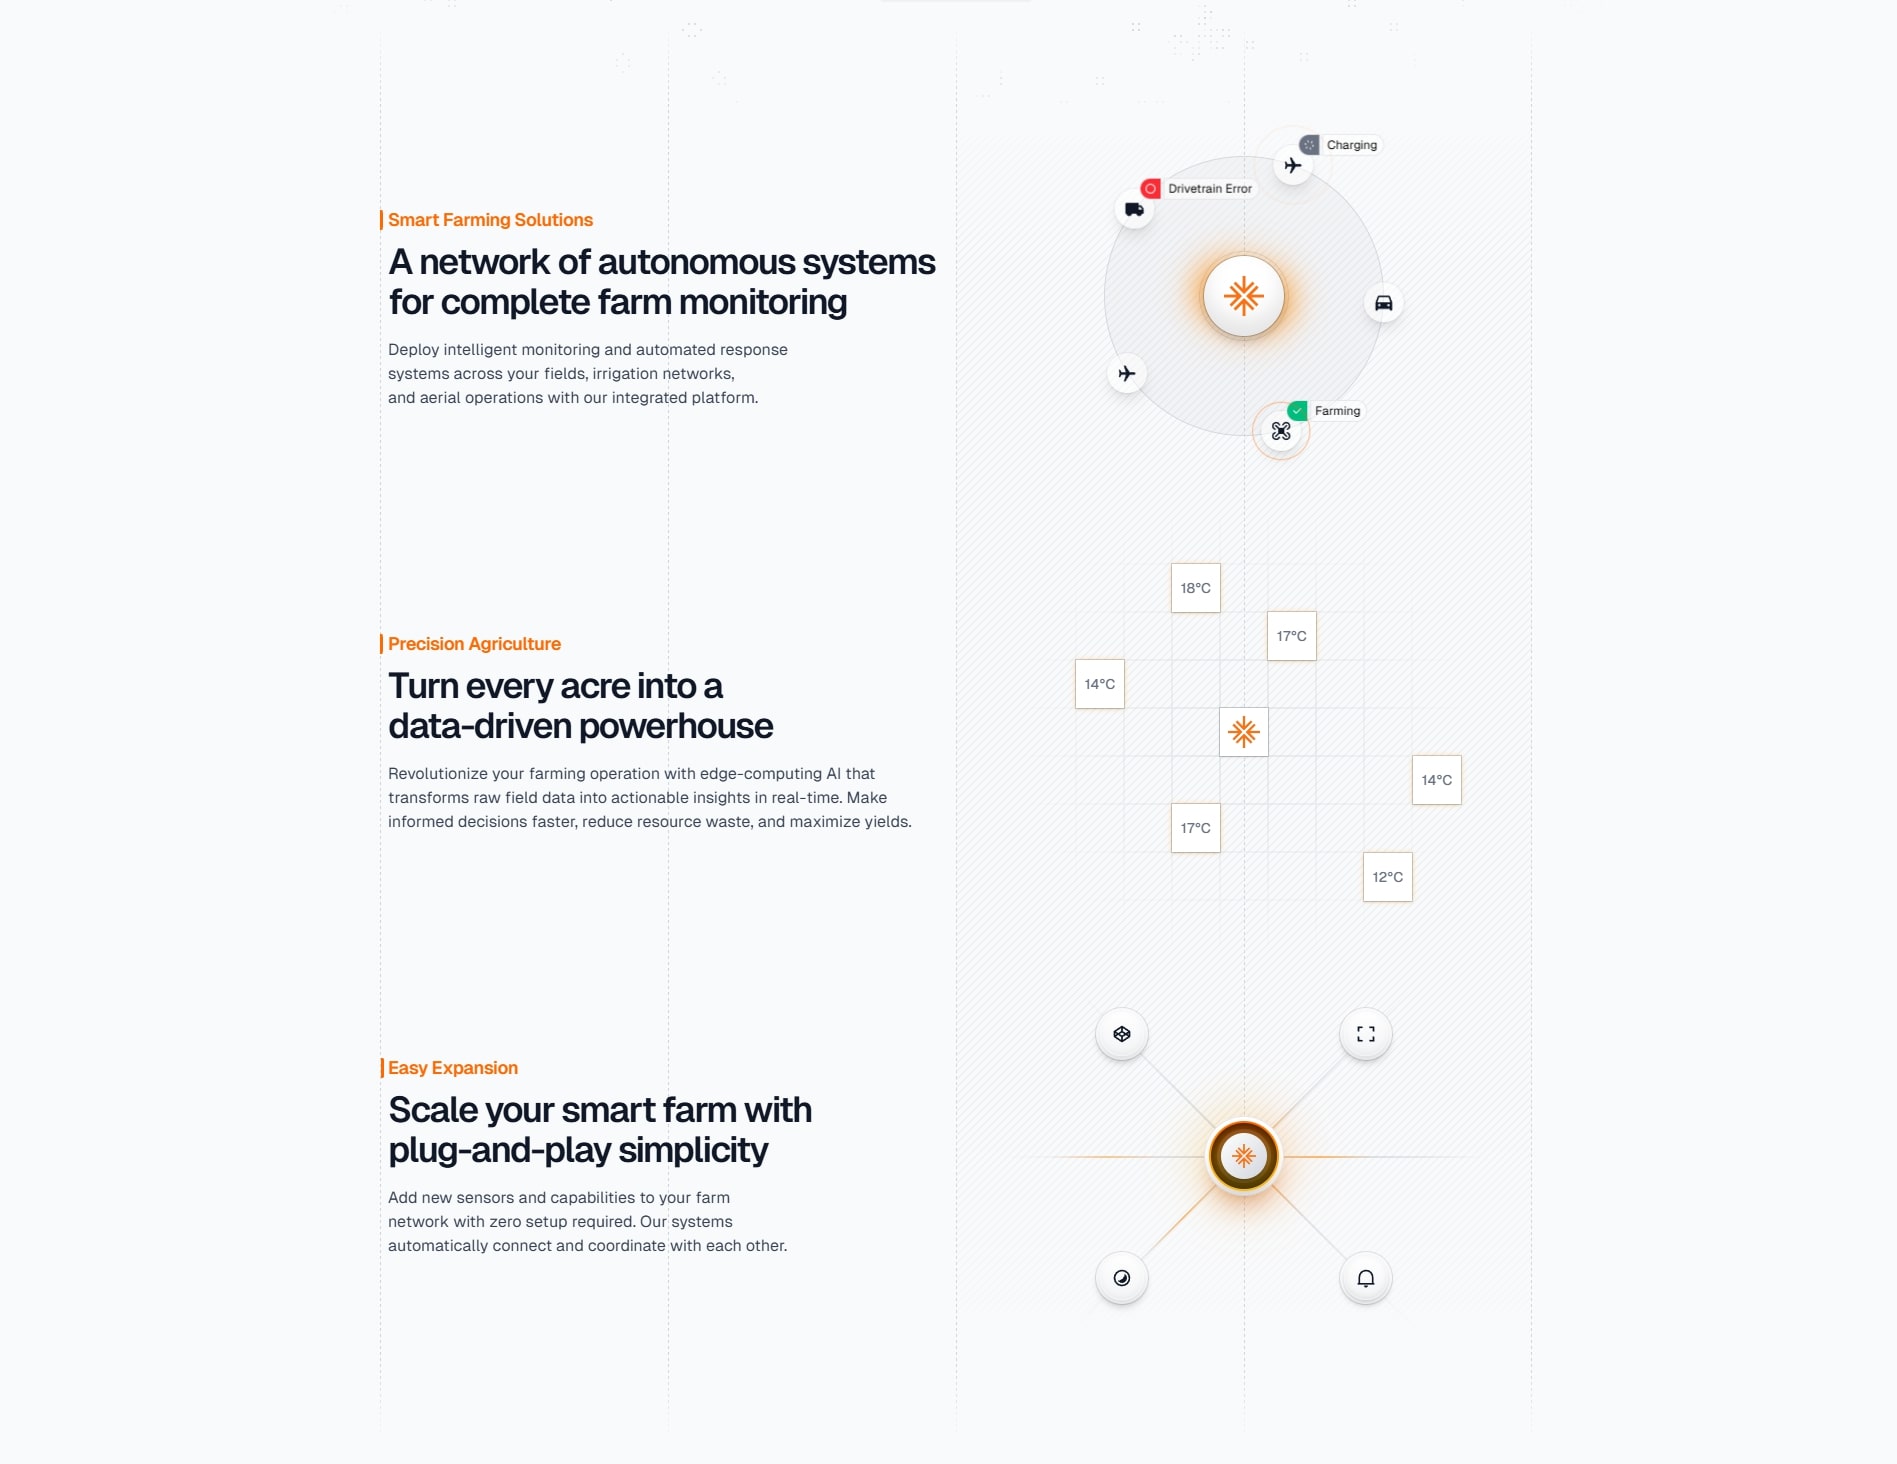 Charging
Drivetrain Error
Smart Farming Solutions
A network of autonomous systems
for complete farm monitoring
Deploy intelligent monitoring and automated response
systems across your fields, irrigation networks,
and aerial operations with our integrated platform.
Farming
18°C
17°C
Precision Agriculture
Turn every acre into a
data-driven powerhouse
14°C
Revolutionize your farming operation with edge-computing AI that
transforms raw field data into actionable insights in real-time. Make
informed decisions faster, reduce resource waste, and maximize yields.
14°C
17°C
12°C
Easy Expansion
Scale your smart farm with
plug-and-play simplicity
Add new sensors and capabilities to your farm
network with zero setup required. Our systems
automatically connect and coordinate with each other.